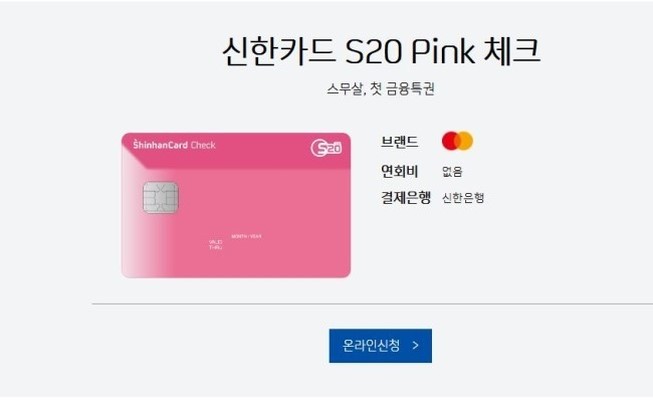 신한카드 S20 Pink 체크
스무살, 첫 금융특권
ShinhanCard Check
S20
MONTH / YEAR
VALID
THRU
브랜드
연회비 없음
결제은행 신한은행
온라인신청 >